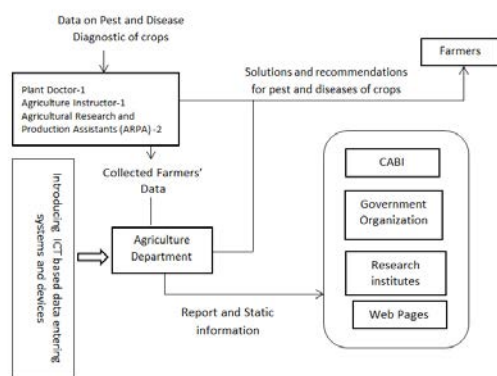 Data on Pest and Disease
Diagnostic of crops
Farmers
Plant Doctor-1
Agriculture Instructor-1
Agricultural Research and
Production Assistants (ARPA) -2
Solutions and recommendations
for pest and diseases of crops
Collected Farmers'
Data
Introducing ICT based data entering
systems and devices
Agriculture
Department
Report and Static
information
CABI
Government
Organization
Research
institutes
Web Pages